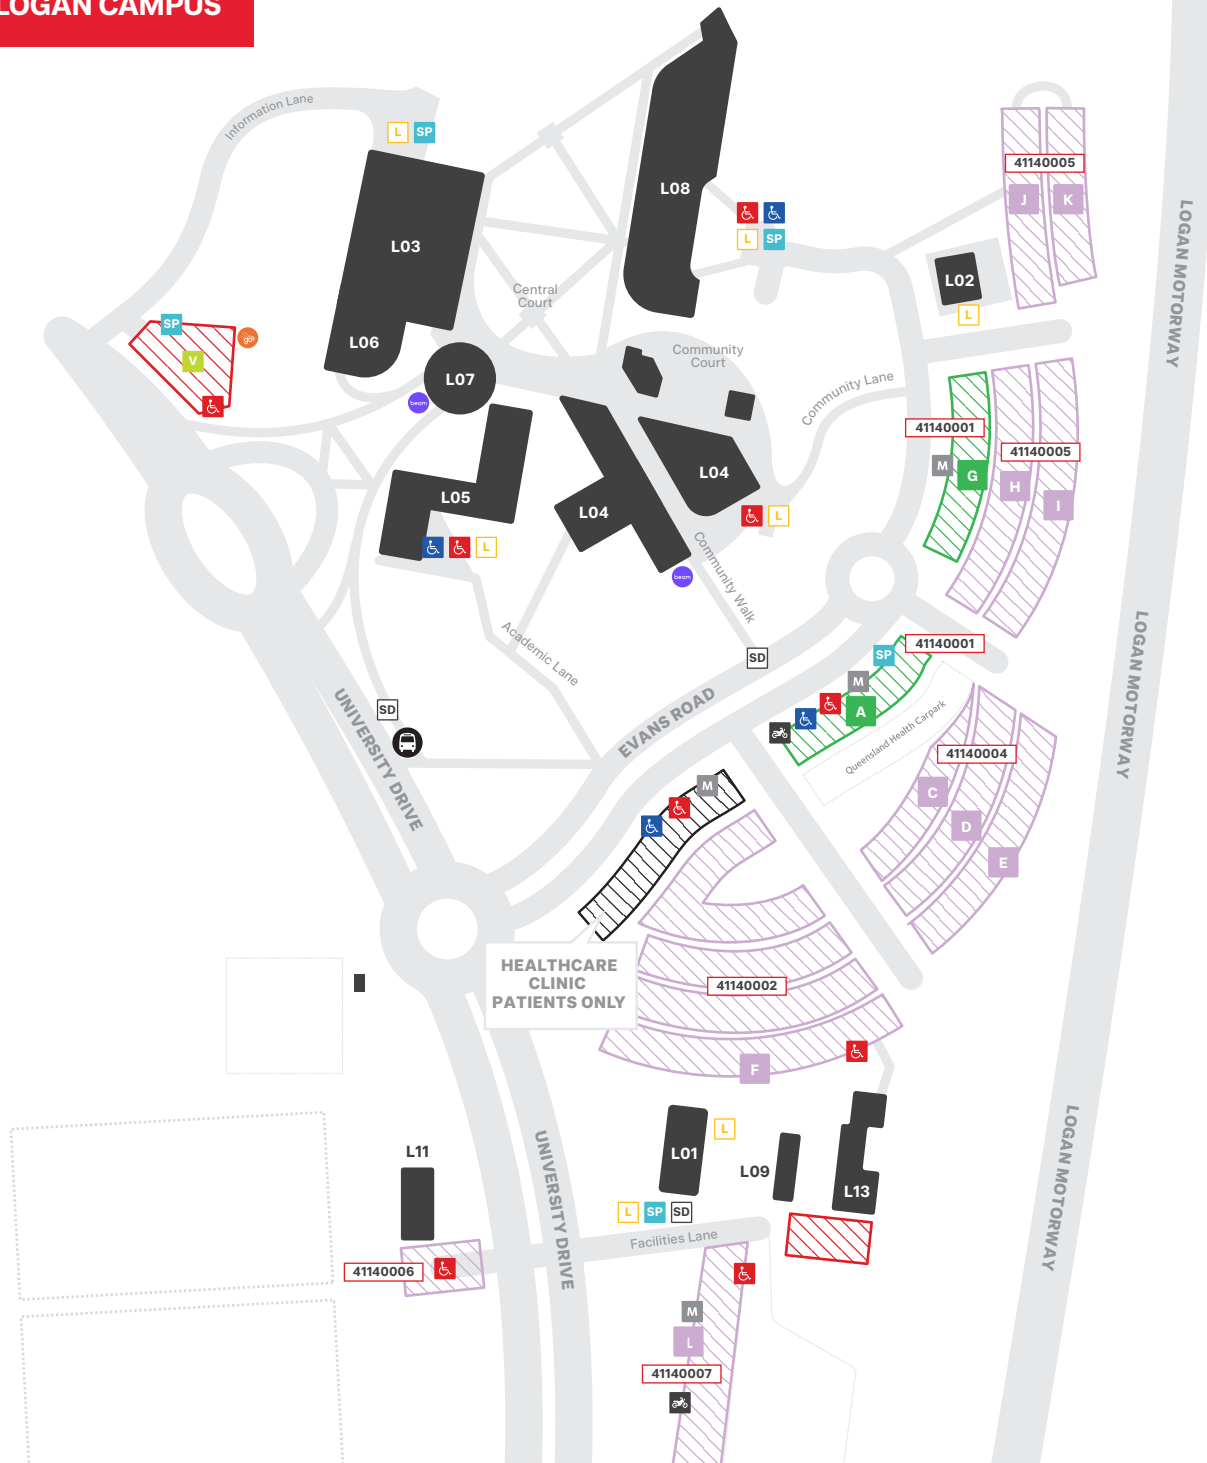 LOGAN CAMPUS
Information Lane
L
SP
L03
L06
L08
L
SP
41140005
J
K
LOGAN MOTORWAY
L02
L
Central
Court
SP
V
go
L07
beam
Community
Court
Community Lane
41140001
M
G
41140005
H
I
L05
L
L04
L04
L
beam
Community Walk
Academic Lane
SD
41140001
SP
M
A
Queensland Health Carpark
LOGAN MOTORWAY
SD
UNIVERSITY DRIVE
EVANS ROAD
41140004
C
D
E
M
HEALTHCARE
CLINIC
PATIENTS ONLY
41140002
F
L01
L
L09
L13
L11
UNIVERSITY DRIVE
LOGAN MOTORWAY
L
SP
SD
Facilities Lane
41140006
M
L
41140007